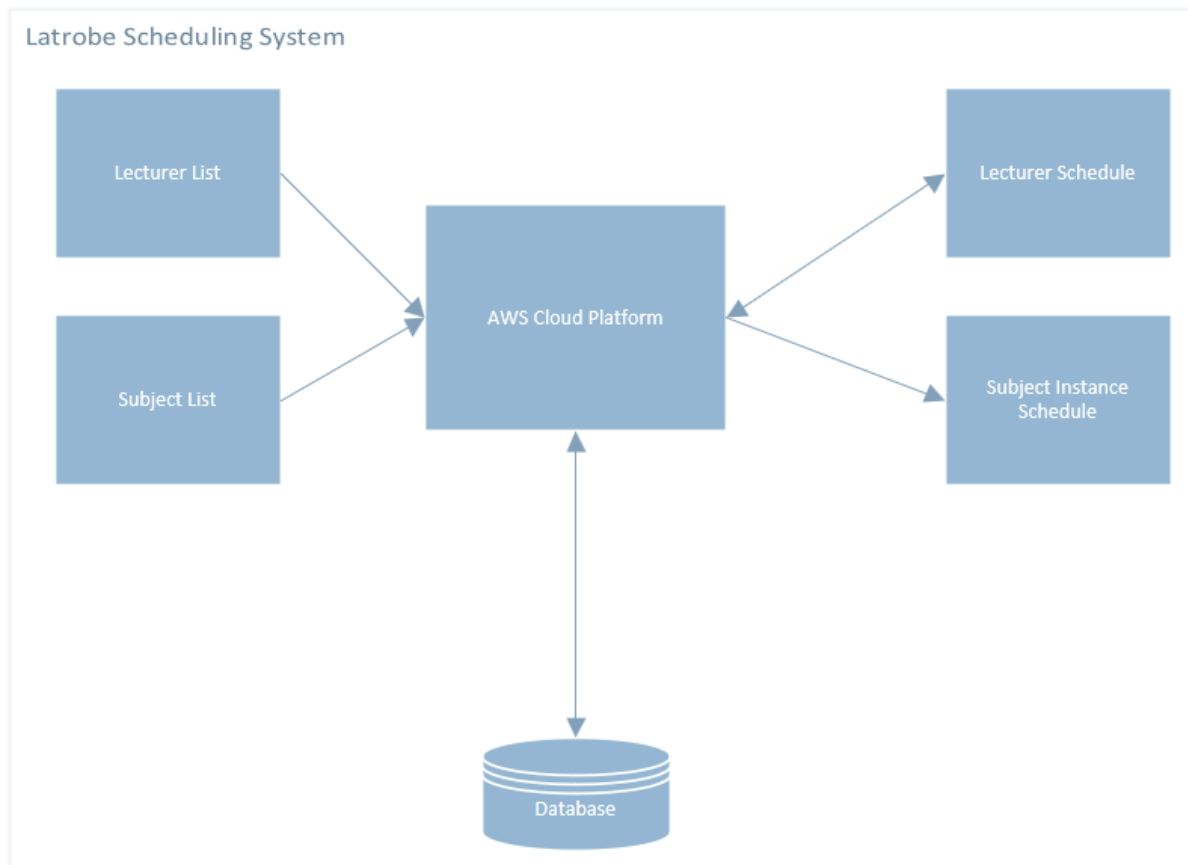 Latrobe Scheduling System
Lecturer List
Lecturer Schedule
AWS Cloud Platform
Subject List
Subject Instance
Schedule
Database